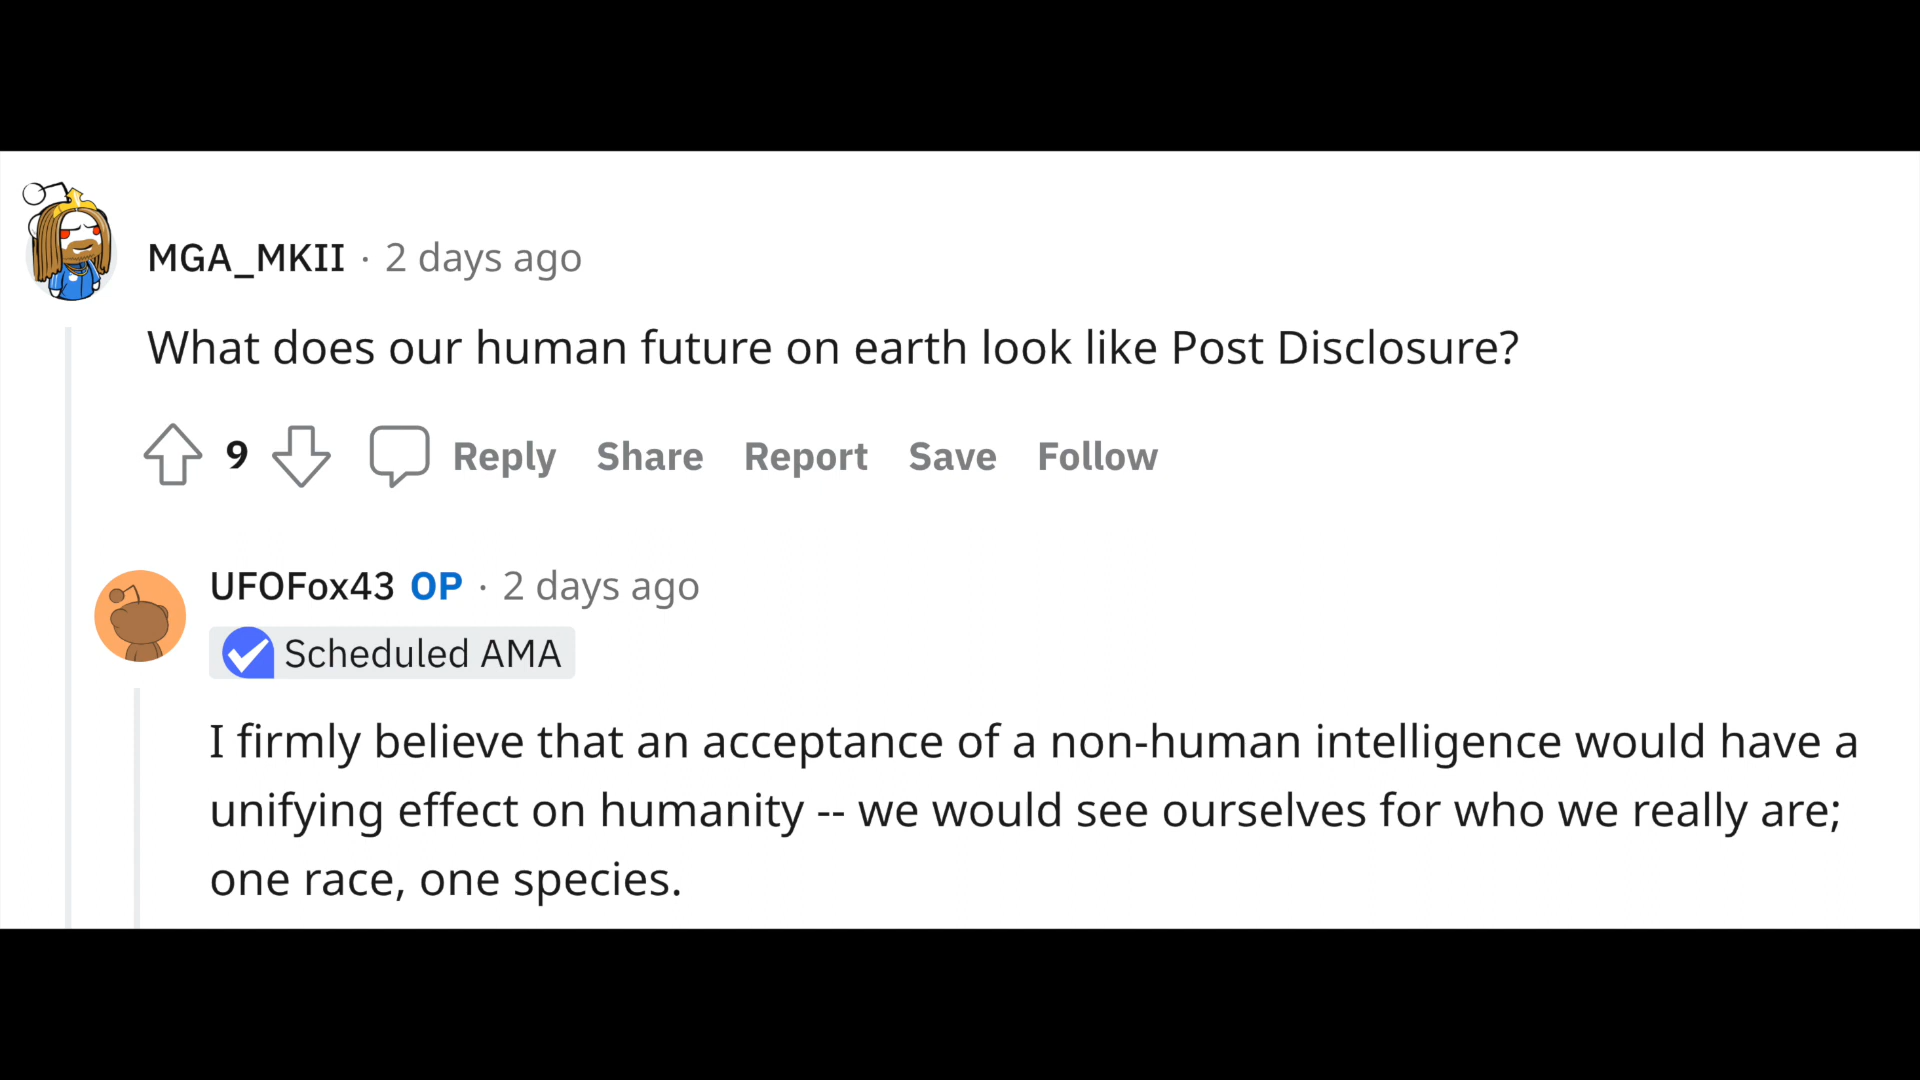 MGA_MKII · 2 days ago
What does our human future on earth look like Post Disclosure?
9 Reply Share Report Save Follow
UFOFox43 OP · 2 days ago
Scheduled AMA
I firmly believe that an acceptance of a non-human intelligence would have a
unifying effect on humanity -- we would see ourselves for who we really are;
one race, one species.